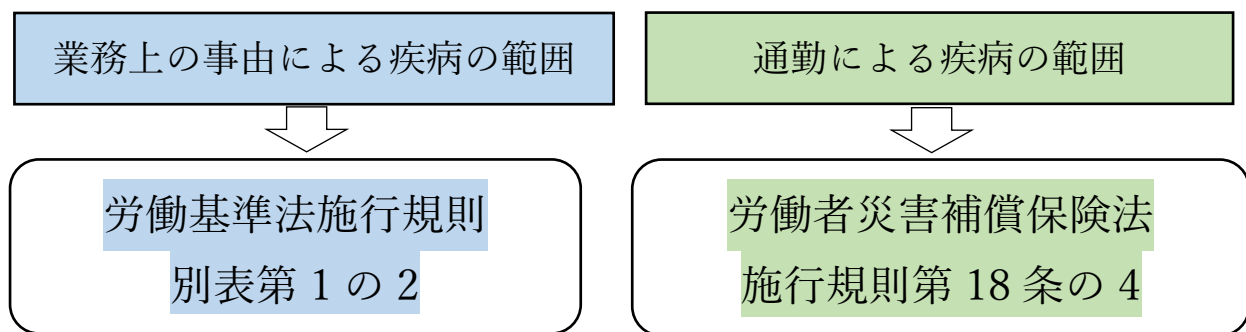 業務上の事由による疾病の範囲
通勤による疾病の範囲
労働基準法施行規則
別表第 1 の 2
労働者災害補償保険法
施行規則第 18 条の 4